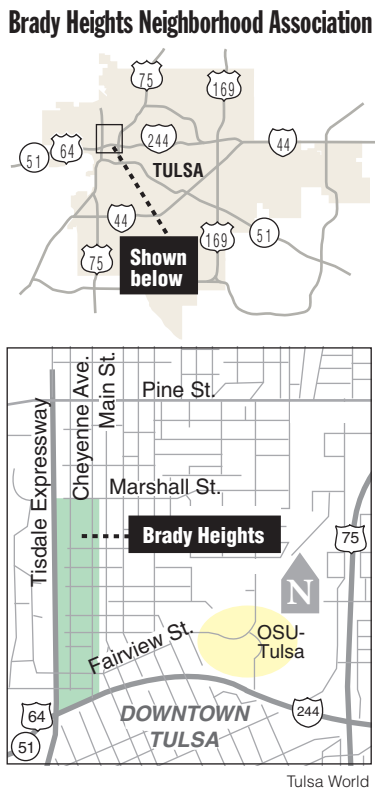 Brady Heights Neighborhood Association
75
169
244
44
51
64
TULSA
44
169
51
75
Shown
below
Tisdale Expressway
Cheyenne Ave.
Main St.
Pine St.
Marshall St.
Brady Heights
75
N
Fairview St.
OSU-
Tulsa
64
51
DOWNTOWN
TULSA
244
Tulsa World